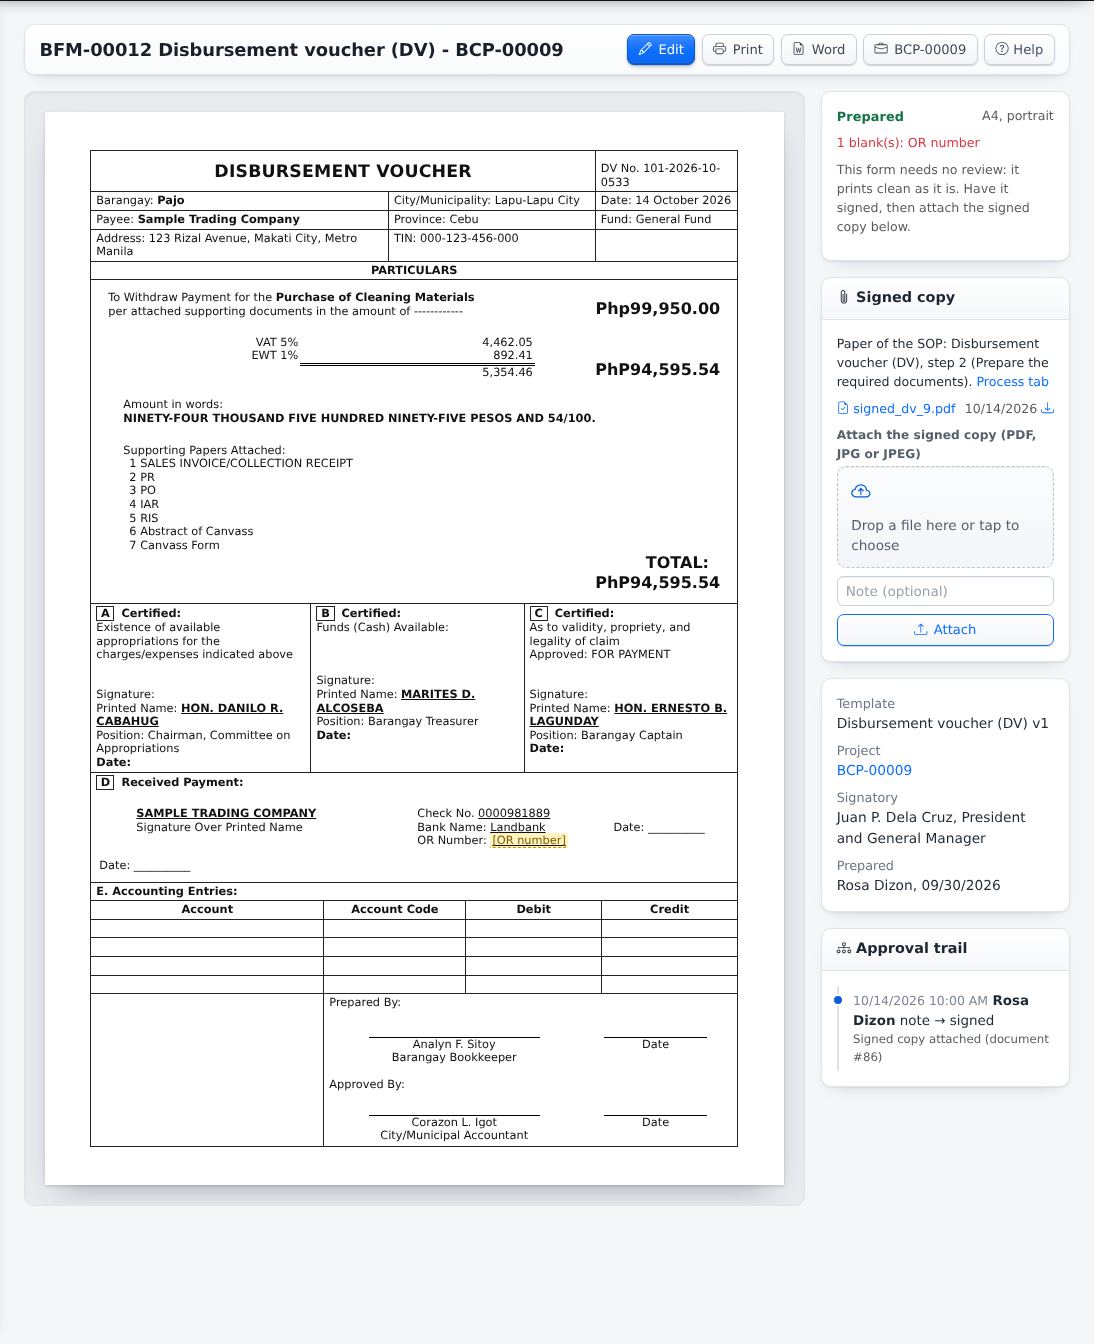 BFM-00012 Disbursement voucher (DV) - BCP-00009
Edit
Print
Word
BCP-00009
Help
DISBURSEMENT VOUCHER
DV No. 101-2026-10-
0533
Barangay: Pajo
City/Municipality: Lapu-Lapu City
Date: 14 October 2026
Payee: Sample Trading Company
Province: Cebu
Fund: General Fund
Address: 123 Rizal Avenue, Makati City, Metro
Manila
TIN: 000-123-456-000
PARTICULARS
To Withdraw Payment for the Purchase of Cleaning Materials
per attached supporting documents in the amount of ------------
Php99,950.00
VAT 5% 4,462.05
EWT 1% 892.41
5,354.46
PhP94,595.54
Amount in words:
NINETY-FOUR THOUSAND FIVE HUNDRED NINETY-FIVE PESOS AND 54/100.
Supporting Papers Attached:
1 SALES INVOICE/COLLECTION RECEIPT
2 PR
3 PO
4 IAR
5 RIS
6 Abstract of Canvass
7 Canvass Form
TOTAL:
PhP94,595.54
A Certified:
Existence of available
appropriations for the
charges/expenses indicated above
Signature:
Printed Name: HON. DANILO R.
CABAHUG
Position: Chairman, Committee on
Appropriations
Date:
B Certified:
Funds (Cash) Available:
Signature:
Printed Name: MARITES D.
ALCOSEBA
Position: Barangay Treasurer
Date:
C Certified:
As to validity, propriety, and
legality of claim
Approved: FOR PAYMENT
Signature:
Printed Name: HON. ERNESTO B.
LAGUNDAY
Position: Barangay Captain
Date:
D Received Payment:
SAMPLE TRADING COMPANY
Signature Over Printed Name
Check No. 0000981889
Bank Name: Landbank
OR Number: [OR number]
Date: _________
Date: _________
E. Accounting Entries:
Account
Account Code
Debit
Credit
Prepared By:
Analyn F. Sitoy
Barangay Bookkeeper
Date
Approved By:
Corazon L. Igot
City/Municipal Accountant
Date
Prepared
A4, portrait
1 blank(s): OR number
This form needs no review: it
prints clean as it is. Have it
signed, then attach the signed
copy below.
Signed copy
Paper of the SOP: Disbursement
voucher (DV), step 2 (Prepare the
required documents). Process tab
signed_dv_9.pdf 10/14/2026
Attach the signed copy (PDF,
JPG or JPEG)
Drop a file here or tap to
choose
Note (optional)
Attach
Template
Disbursement voucher (DV) v1
Project
BCP-00009
Signatory
Juan P. Dela Cruz, President
and General Manager
Prepared
Rosa Dizon, 09/30/2026
Approval trail
10/14/2026 10:00 AM Rosa
Dizon note → signed
Signed copy attached (document
#86)